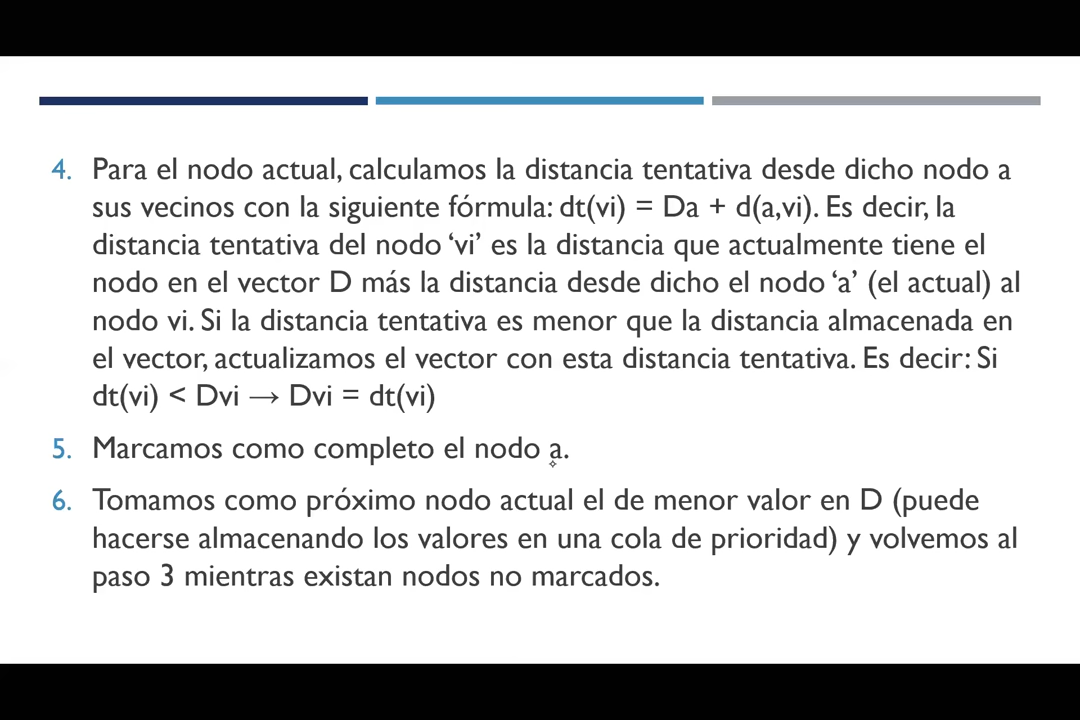 4. Para el nodo actual, calculamos la distancia tentativa desde dicho nodo a
sus vecinos con la siguiente fórmula: dt(vi) = Da + d(a,vi). Es decir, la
distancia tentativa del nodo ‘vi’ es la distancia que actualmente tiene el
nodo en el vector D más la distancia desde dicho el nodo ‘a’ (el actual) al
nodo vi. Si la distancia tentativa es menor que la distancia almacenada en
el vector, actualizamos el vector con esta distancia tentativa. Es decir: Si
dt(vi) < Dvi → Dvi = dt(vi)
5. Marcamos como completo el nodo a.
6. Tomamos como próximo nodo actual el de menor valor en D (puede
hacerse almacenando los valores en una cola de prioridad) y volvemos al
paso 3 mientras existan nodos no marcados.